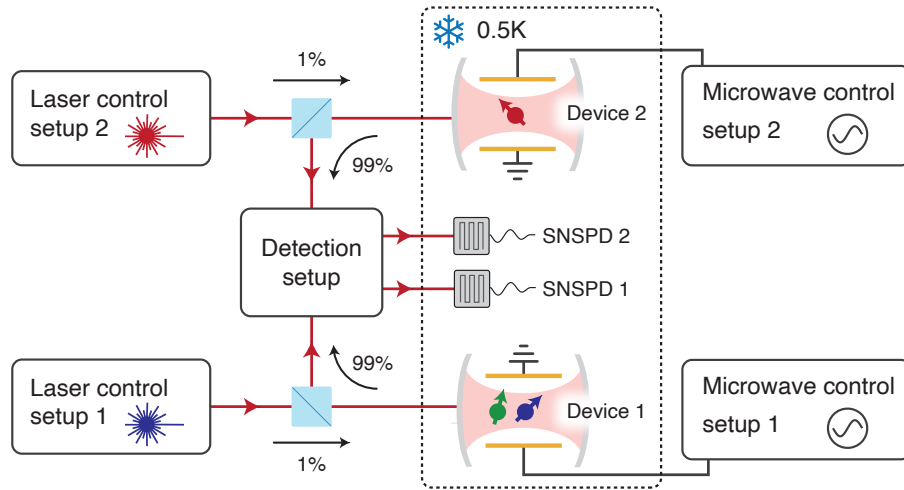 0.5K
1%
Laser control
setup 2
Device 2
Microwave control
setup 2
99%
Detection
setup
SNSPD 2
SNSPD 1
99%
Laser control
setup 1
Device 1
Microwave control
setup 1
1%